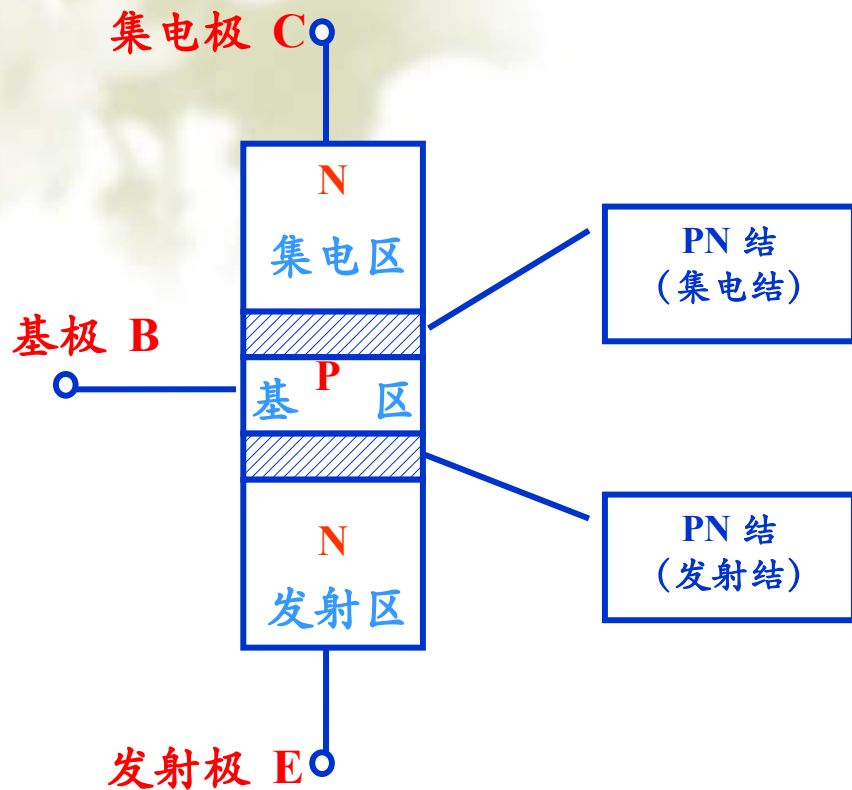 集电极 C
N
集电区
PN 结
(集电结)
基极 B
P
基 区
N
发射区
PN 结
(发射结)
发射极 E